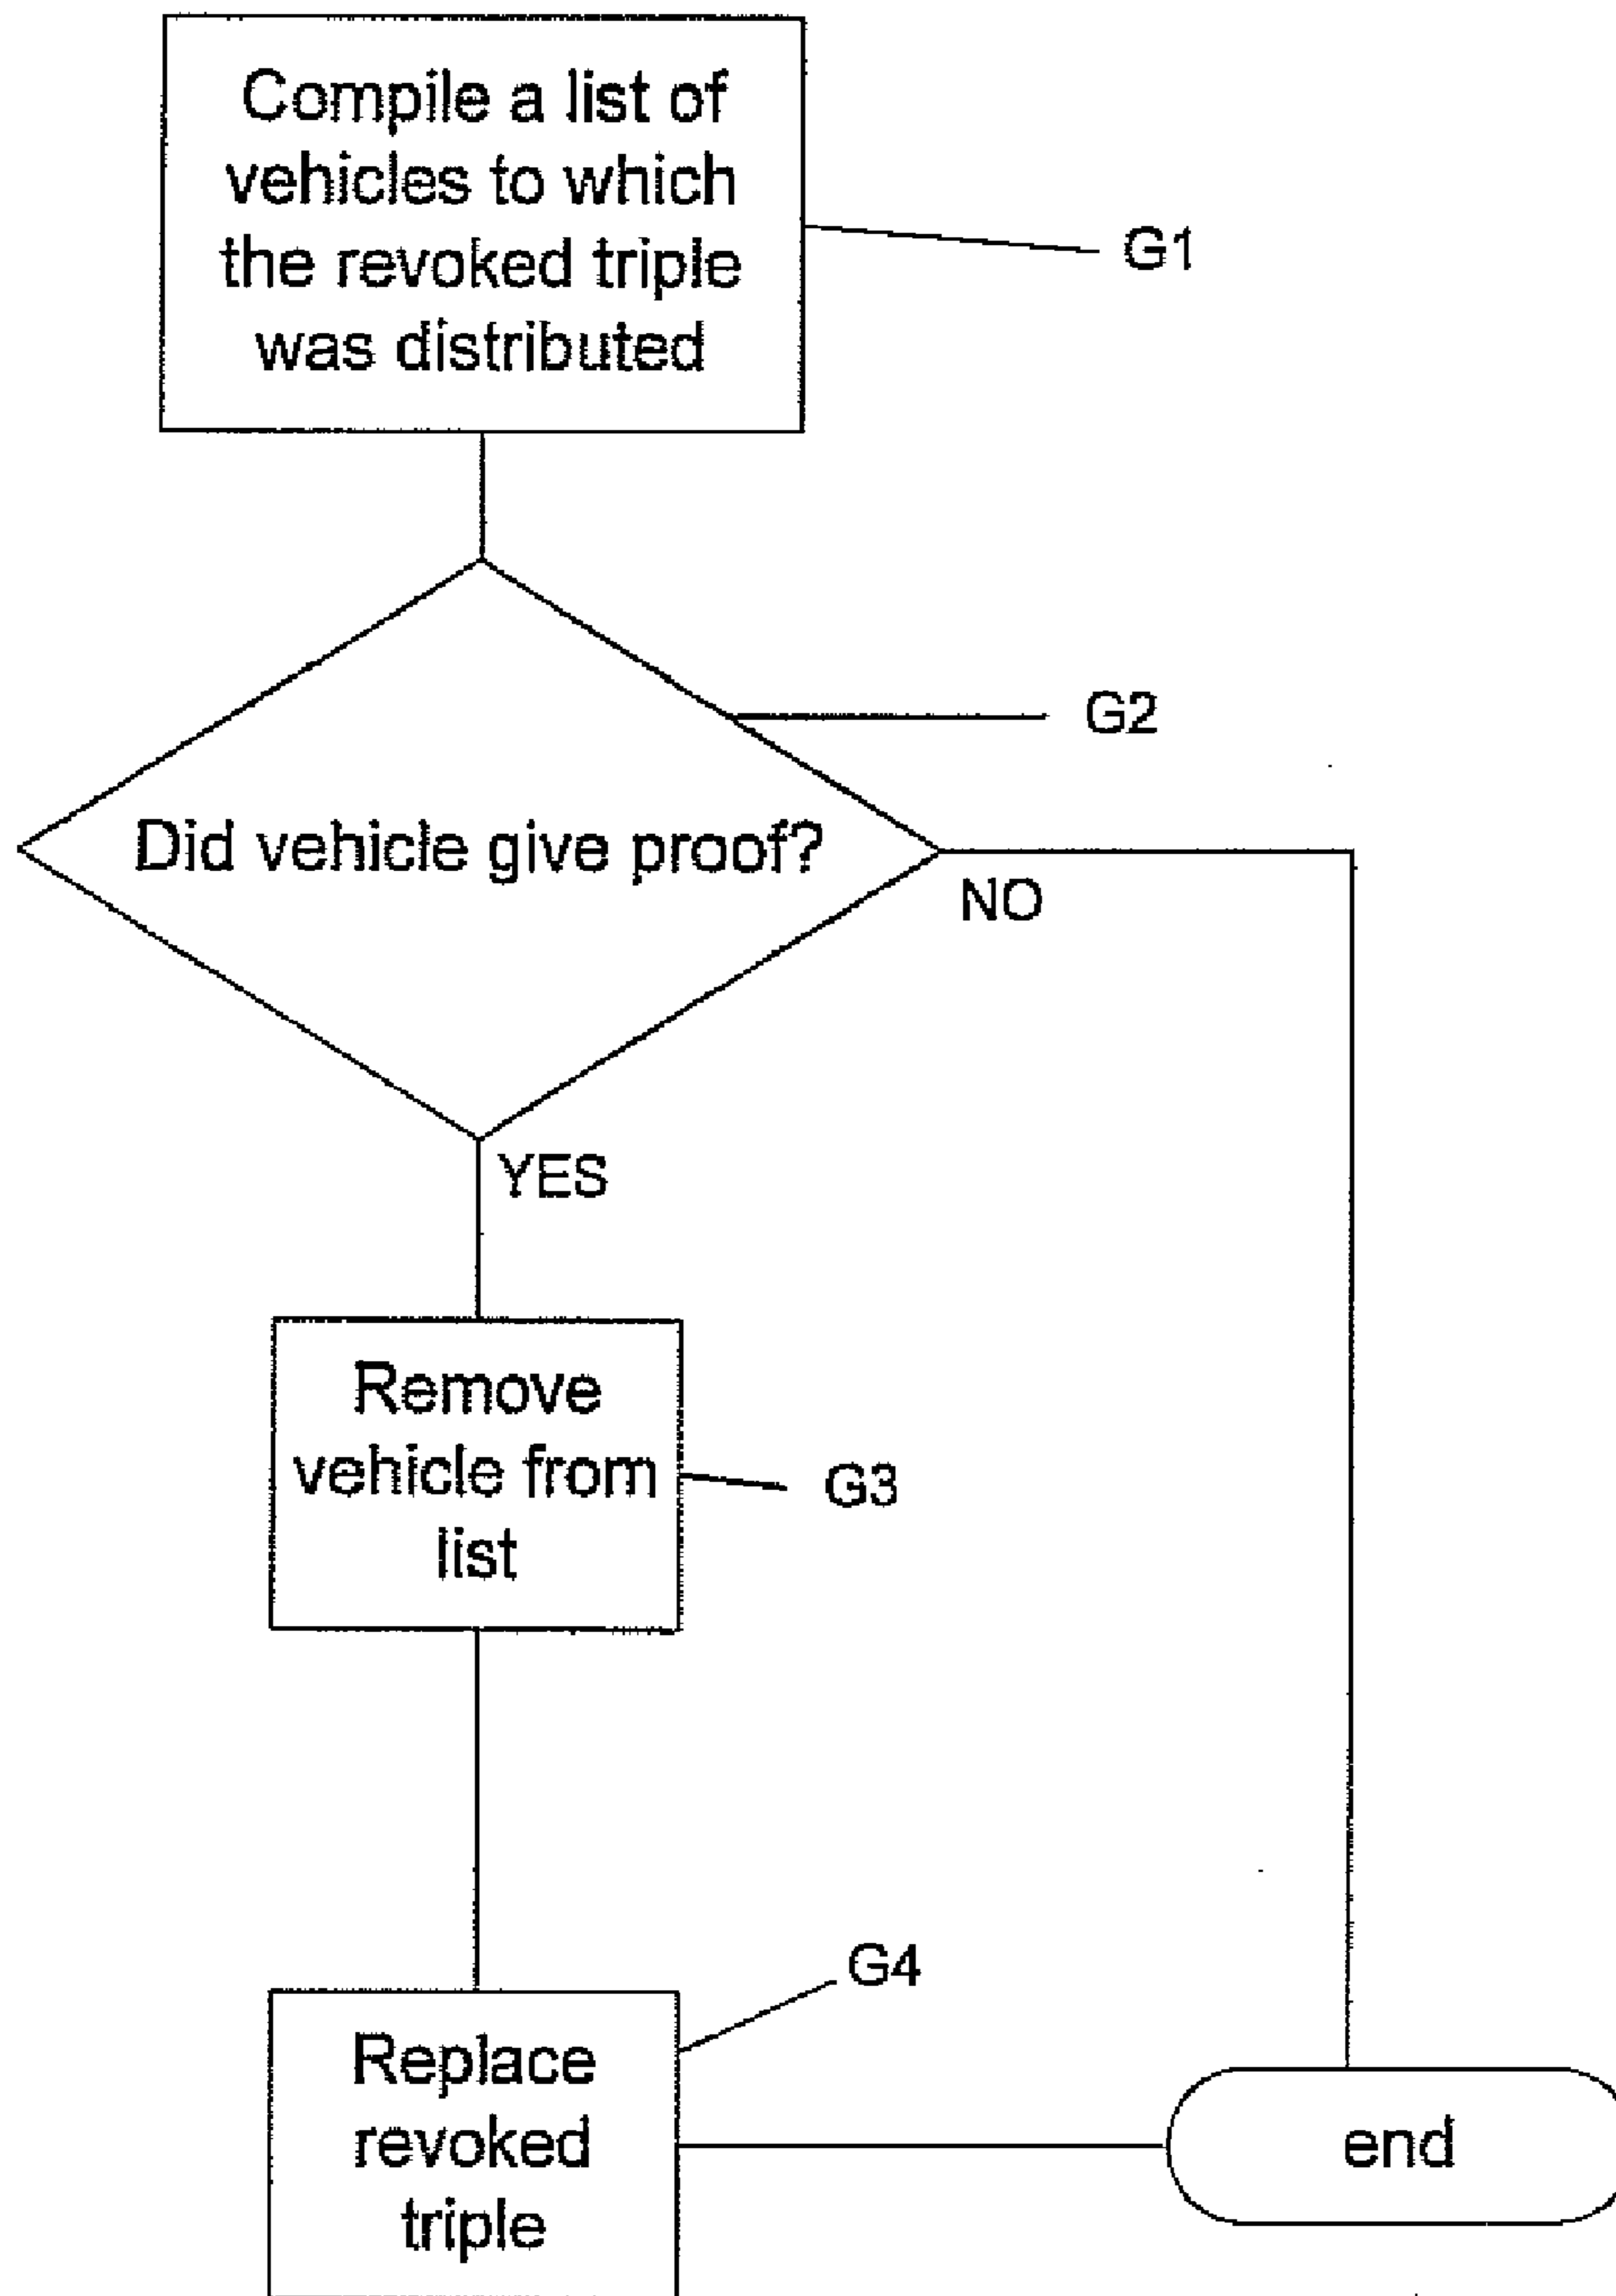 Compile a list of
vehicles to which
the revoked triple
was distributed
G1
G2
Did vehicle give proof?
NO
YES
Remove
vehicle from
list
G3
G4
Replace
revoked
triple
end